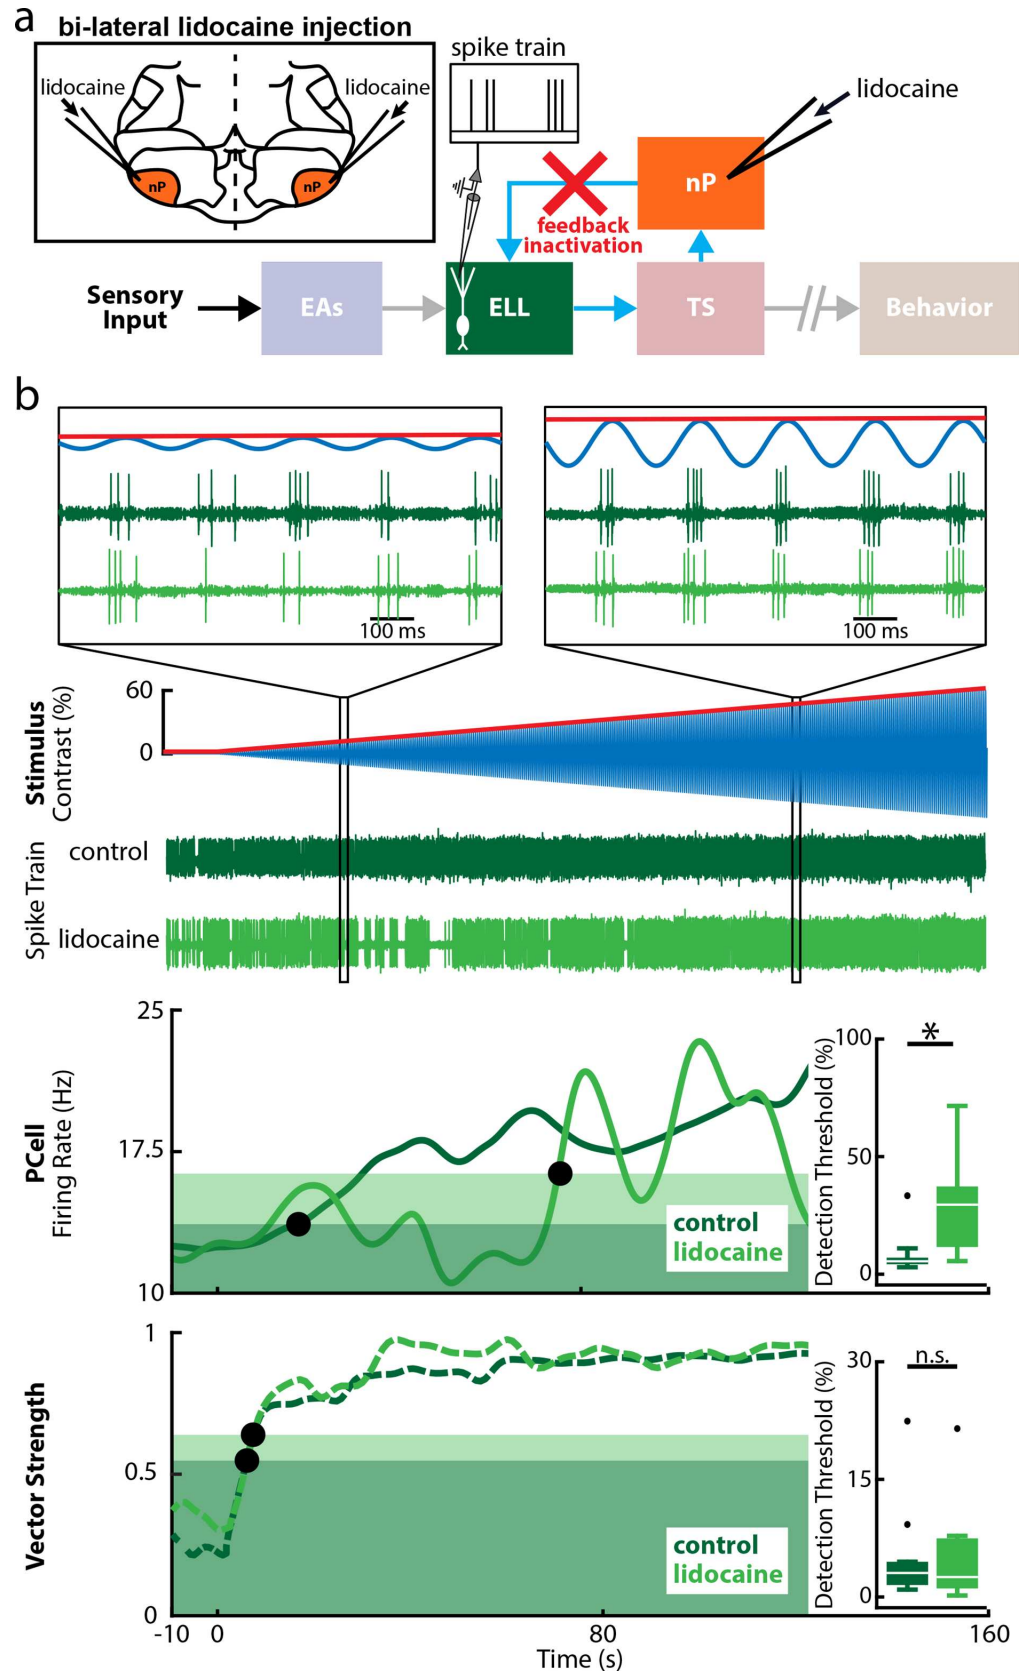 a
bi-lateral lidocaine injection
lidocaine
lidocaine
nP
nP
spike train
lidocaine
nP
feedback
inactivation
Sensory
Input
EAs
ELL
TS
Behavior
b
100 ms
100 ms
Stimulus
Contrast (%)
60
0
Spike Train
control
lidocaine
PCell
Firing Rate (Hz)
25
17.5
10
control
lidocaine
Detection Threshold (%)
100
50
0
*
Vector Strength
1
0.5
0
control
lidocaine
Detection Threshold (%)
30
15
0
n.s.
-10 0 80 160
Time (s)